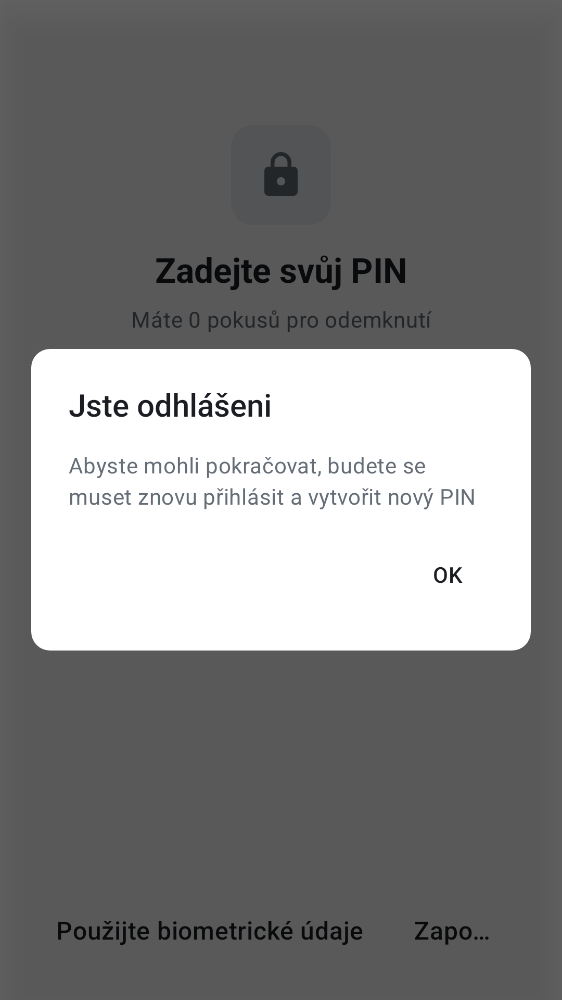 Zadejte svůj PIN
Máte 0 pokusů pro odemknutí
Jste odhlášeni
Abyste mohli pokračovat, budete se
muset znovu přihlásit a vytvořit nový PIN
OK
Použijte biometrické údaje Zapo…